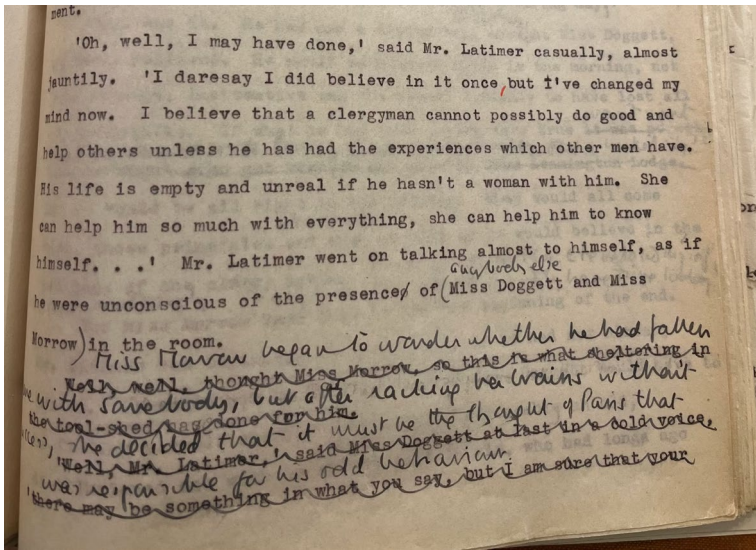 ment.
'Oh, well, I may have done,' said Mr. Latimer casually, almost
jauntily. 'I daresay I did believe in it once, but I've changed my
mind now. I believe that a clergyman cannot possibly do good and
help others unless he has had the experiences which other men have.
His life is empty and unreal if he hasn't a woman with him. She
can help him so much with everything, she can help him to know
himself. . .' Mr. Latimer went on talking almost to himself, as if
anybody else
he were unconscious of the presence of (Miss Doggett and Miss
Morrow) in the room.
Miss Morrow began to wonder whether he had fallen
Well, well, thought Miss Morrow, so this is what sheltering in
with somebody, but after racking her brains without
the tool-shed has done for him.
she decided that it must be the thought of Paris that
'Well, Mr. Latimer,' said Miss Doggett at last in a cold voice,
was responsible for his odd behaviour.
'there may be something in what you say, but I am sure that your